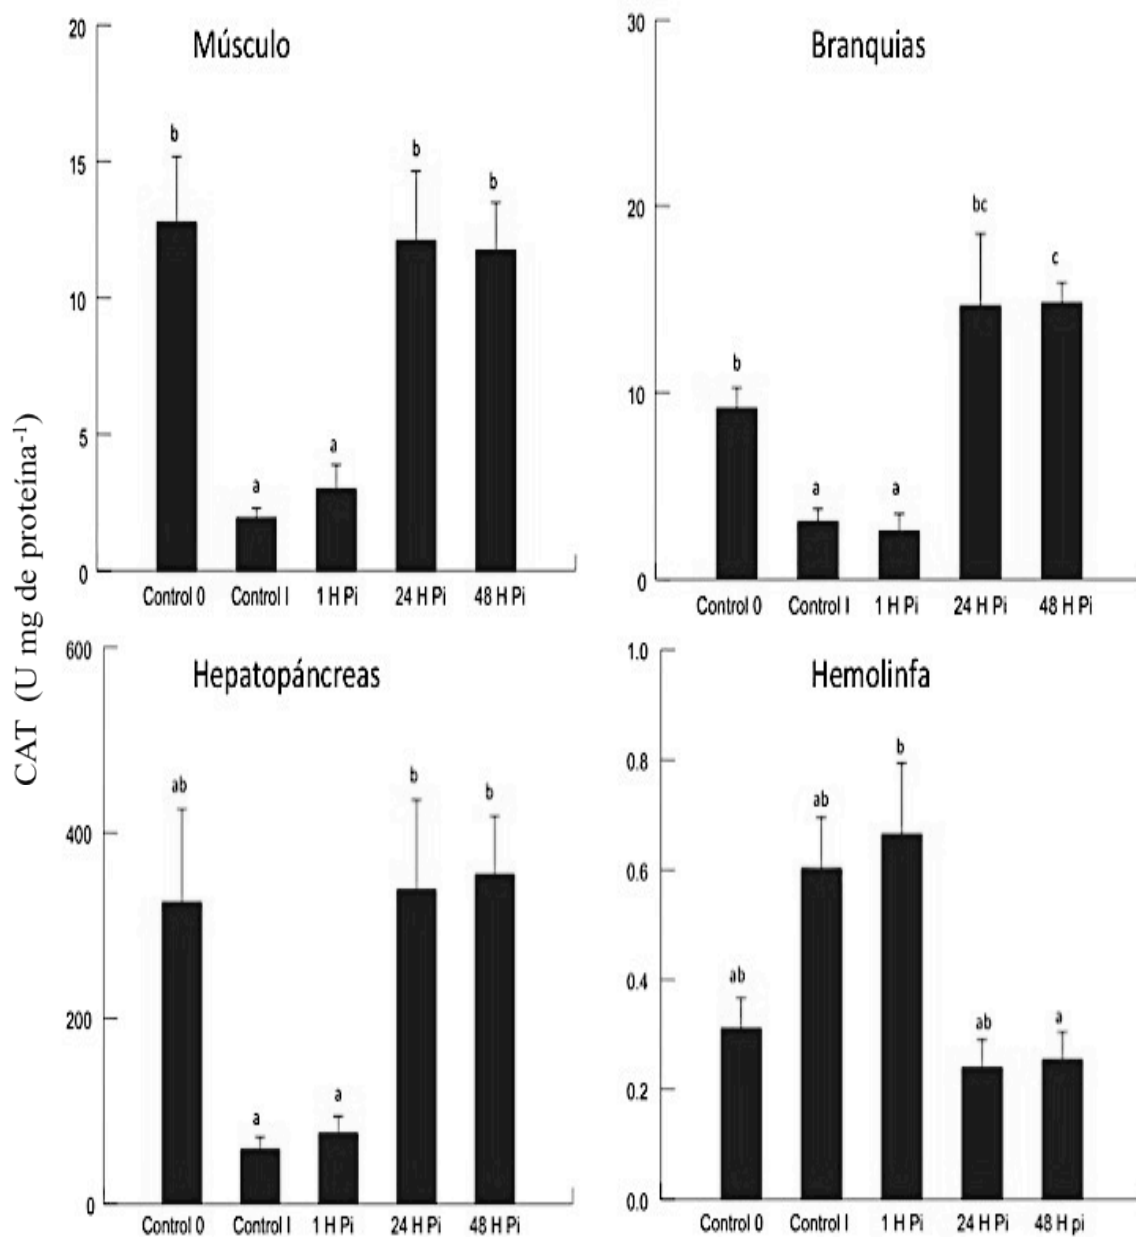 CAT (U mg de proteína⁻¹)
Músculo
20
15
10
5
0
b
a
a
b
b
Control 0 Control I 1 H Pi 24 H Pi 48 H Pi
Branquias
30
20
10
0
b
a
a
bc
c
Control 0 Control I 1 H Pi 24 H Pi 48 H Pi
Hepatopáncreas
600
400
200
0
ab
a
a
b
b
Control 0 Control I 1 H Pi 24 H Pi 48 H Pi
Hemolinfa
1.0
0.8
0.6
0.4
0.2
0.0
ab
ab
b
ab
a
Control 0 Control I 1 H Pi 24 H Pi 48 H pi